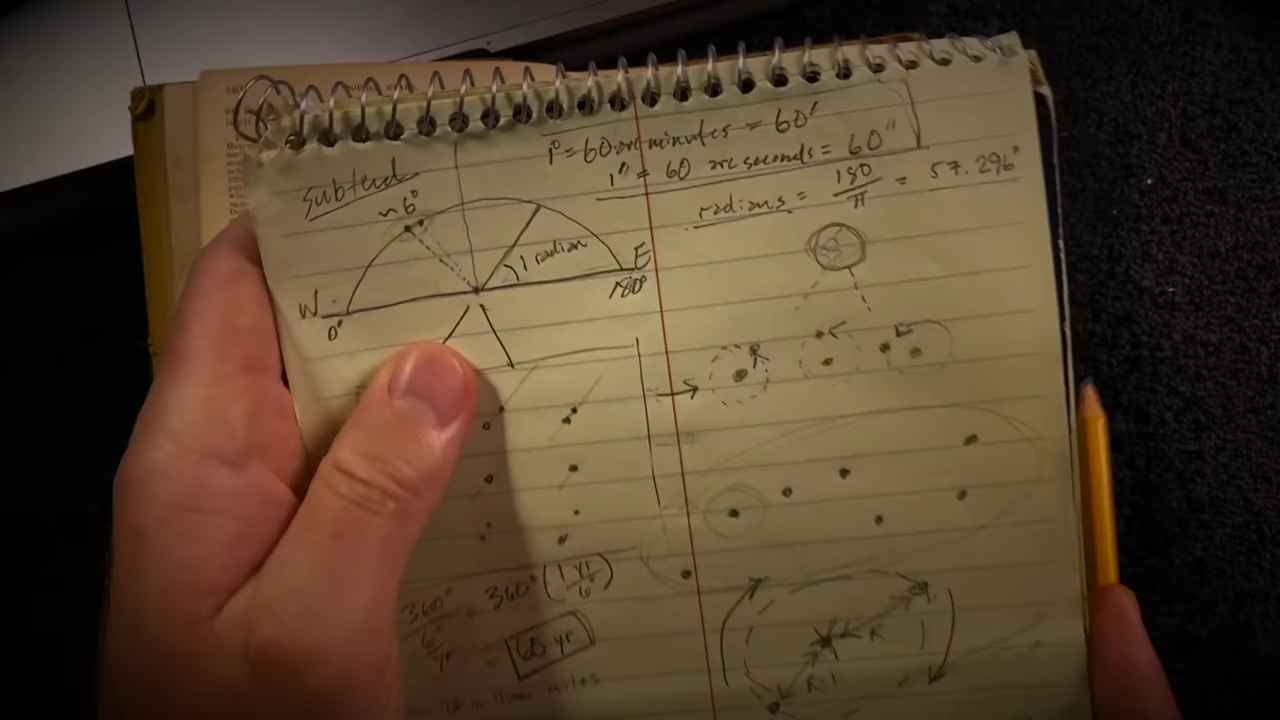 1° = 60 arc minutes = 60'
1" = 60 arc seconds = 60"
radians = 180/π = 57.296°
subtend
~6°
1 radian
W
E
0°
180°
R
R
360°/6°/yr = 360° (1 yr/6°)
= 60 yr
miles